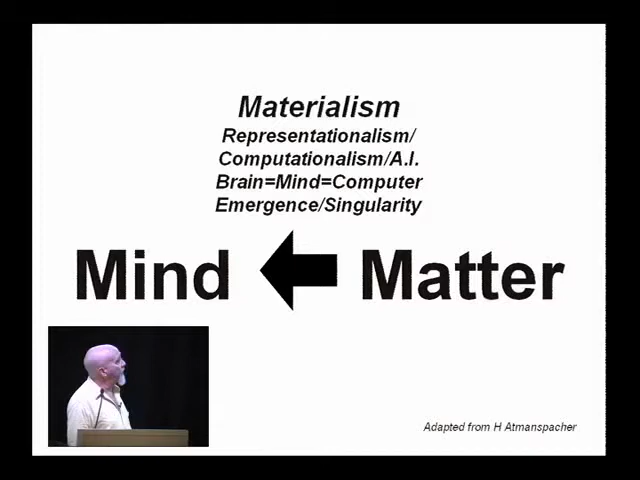 Materialism
Representationalism/
Computationalism/A.I.
Brain=Mind=Computer
Emergence/Singularity
Mind Matter
Adapted from H Atmanspacher